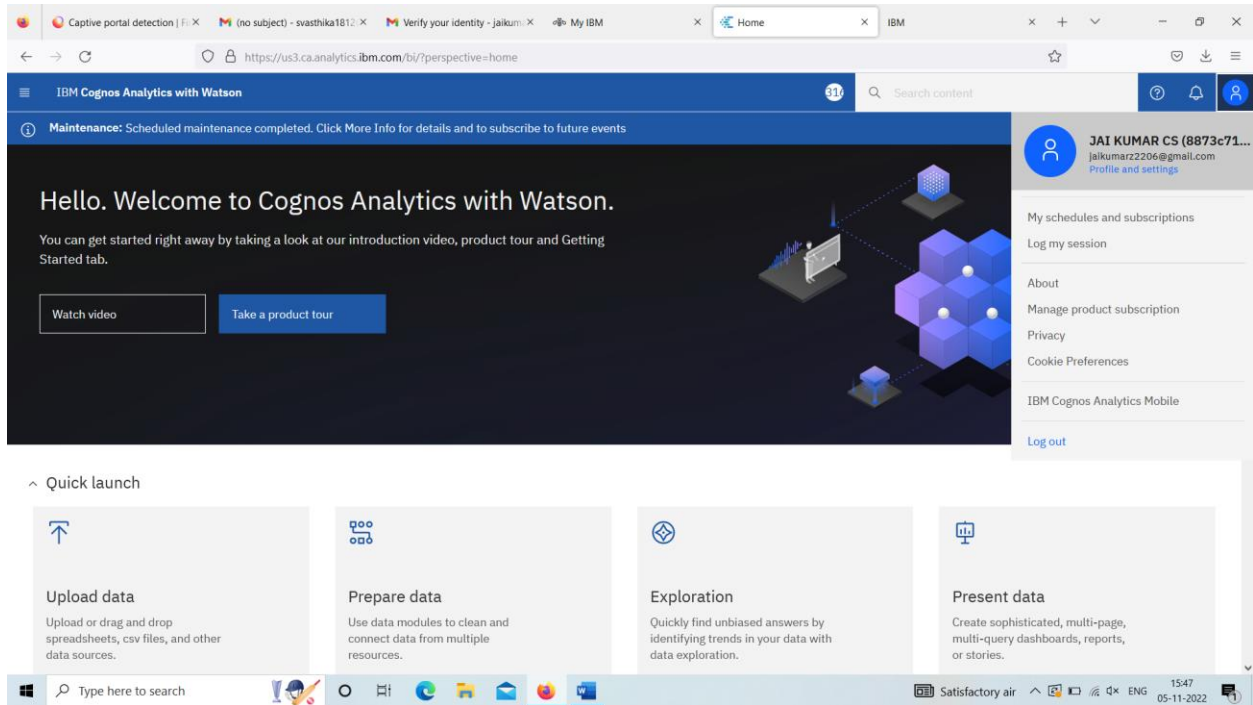 Captive portal detection | Fi
(no subject) - svasthika1812
Verify your identity - jaikum
My IBM
Home
IBM
https://us3.ca.analytics.ibm.com/bi/?perspective=home
IBM Cognos Analytics with Watson
Search content
Maintenance: Scheduled maintenance completed. Click More Info for details and to subscribe to future events
JAI KUMAR CS (8873c71...
jaikumarz2206@gmail.com
Profile and settings
Hello. Welcome to Cognos Analytics with Watson.
You can get started right away by taking a look at our introduction video, product tour and Getting
Started tab.
Watch video
Take a product tour
My schedules and subscriptions
Log my session
About
Manage product subscription
Privacy
Cookie Preferences
IBM Cognos Analytics Mobile
Log out
Quick launch
Upload data
Upload or drag and drop
spreadsheets, csv files, and other
data sources.
Prepare data
Use data modules to clean and
connect data from multiple
resources.
Exploration
Quickly find unbiased answers by
identifying trends in your data with
data exploration.
Present data
Create sophisticated, multi-page,
multi-query dashboards, reports,
or stories.
Type here to search
Satisfactory air
ENG
15:47
05-11-2022